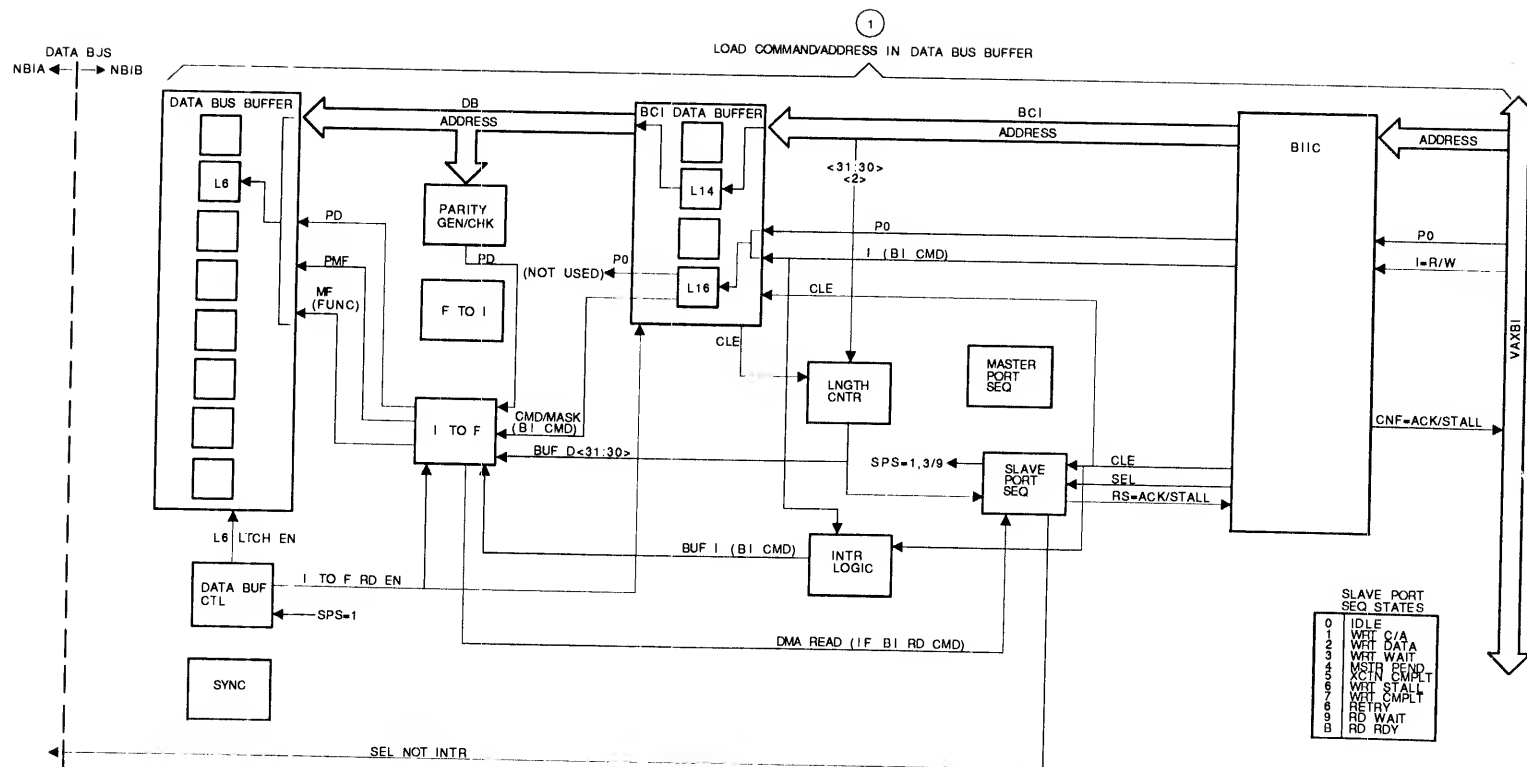 1
LOAD COMMAND/ADDRESS IN DATA BUS BUFFER
DATA BUS
NBIA
NBIB
DATA BUS BUFFER
L6
DB
ADDRESS
BCI DATA BUFFER
L14
L16
BCI
ADDRESS
<31:30>
<2>
BIIC
ADDRESS
VAXBI
PARITY
GEN/CHK
PD
PD
PMF
MF
(FUNC)
F TO I
P0
(NOT USED)
P0
I (BI CMD)
CLE
P0
I=R/W
CLE
LNGTH
CNTR
MASTER
PORT
SEQ
I TO F
CMD/MASK
(BI CMD)
BUF D<31:30>
SPS=1,3/9
SLAVE
PORT
SEQ
CLE
SEL
RS=ACK/STALL
CNF=ACK/STALL
L6 LTCH EN
BUF I (BI CMD)
INTR
LOGIC
DATA BUF
CTL
I TO F RD EN
SPS=1
DMA READ (IF BI RD CMD)
SYNC
SEL NOT INTR
SLAVE PORT
SEQ STATES
0 IDLE
1 WRT C/A
2 WRT DATA
3 WRT WAIT
4 MSTR PEND
5 XCTN CMPLT
6 WRT STALL
7 WRT CMPLT
6 RETRY
9 RD WAIT
B RD RDY